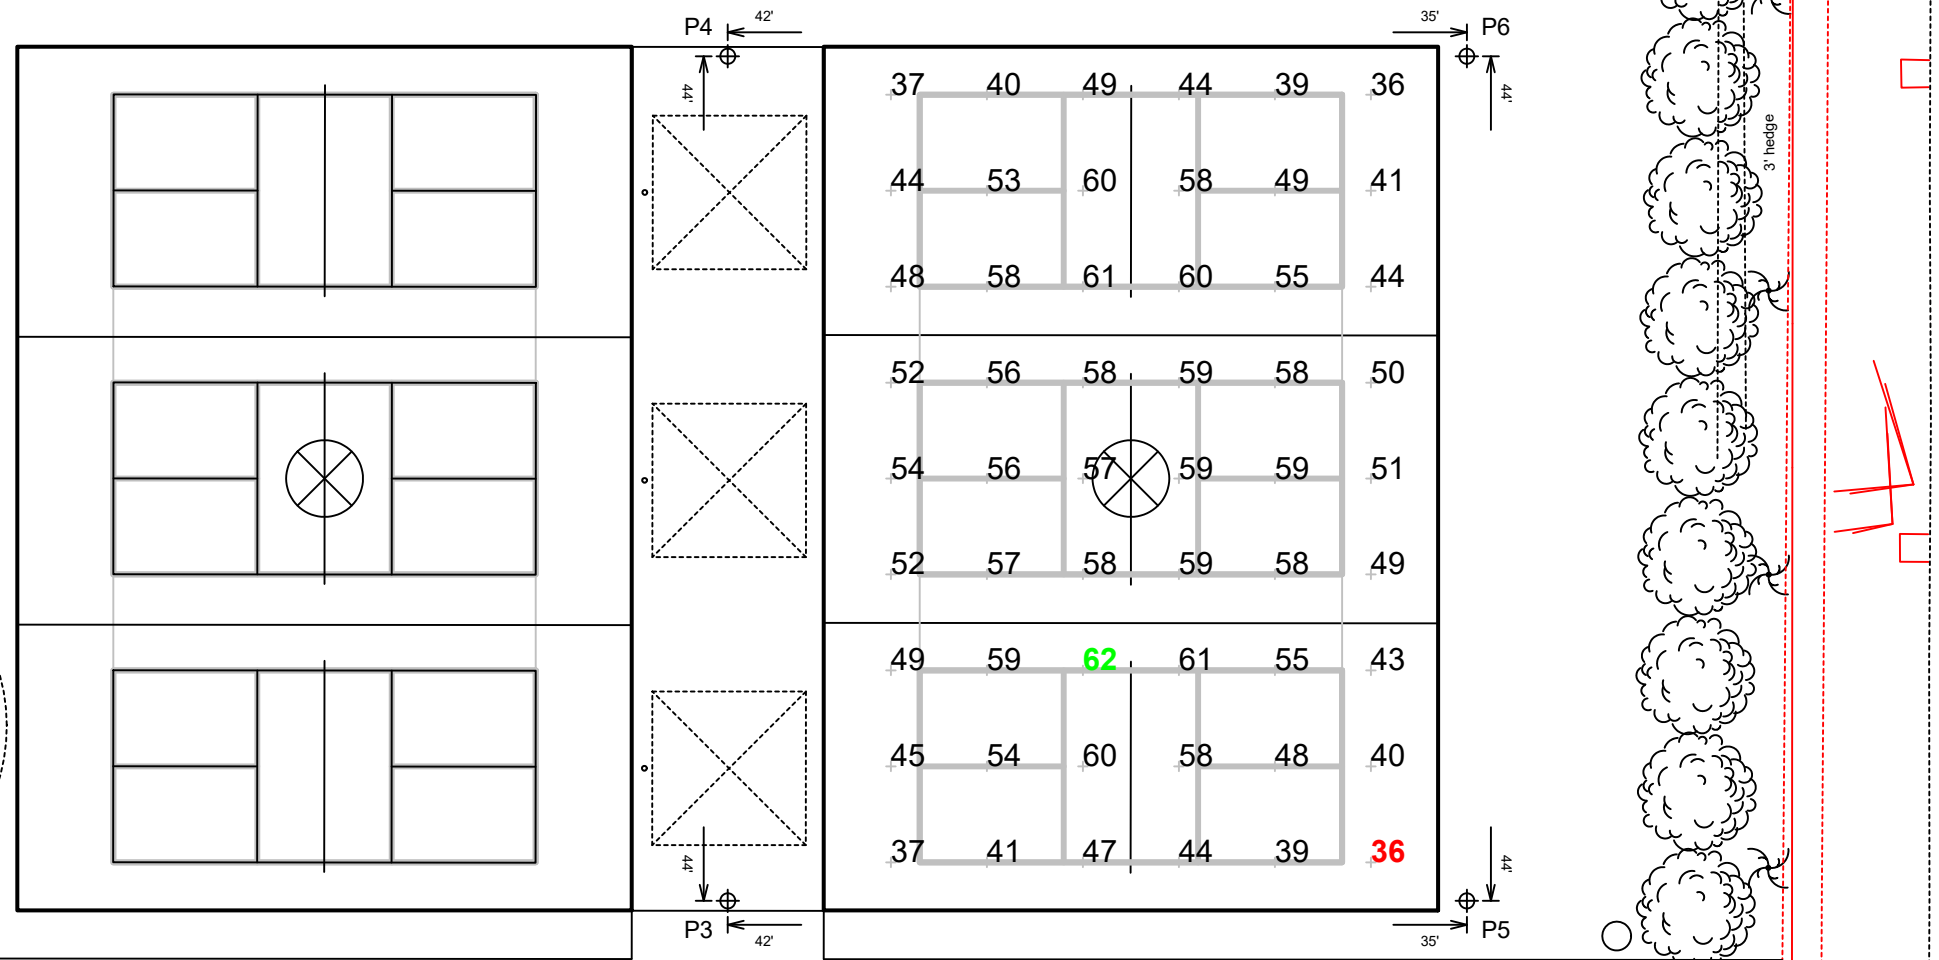 P4 42' 35' P6
44' 44'
37 40 49 44 39 36
3' hedge
44 53 60 58 49 41
48 58 61 60 55 44
52 56 58 59 58 50
54 56 57 59 59 51
52 57 58 59 58 49
49 59 62 61 55 43
45 54 60 58 48 40
37 41 47 44 39 36
44' 44'
P3 42' 35' P5